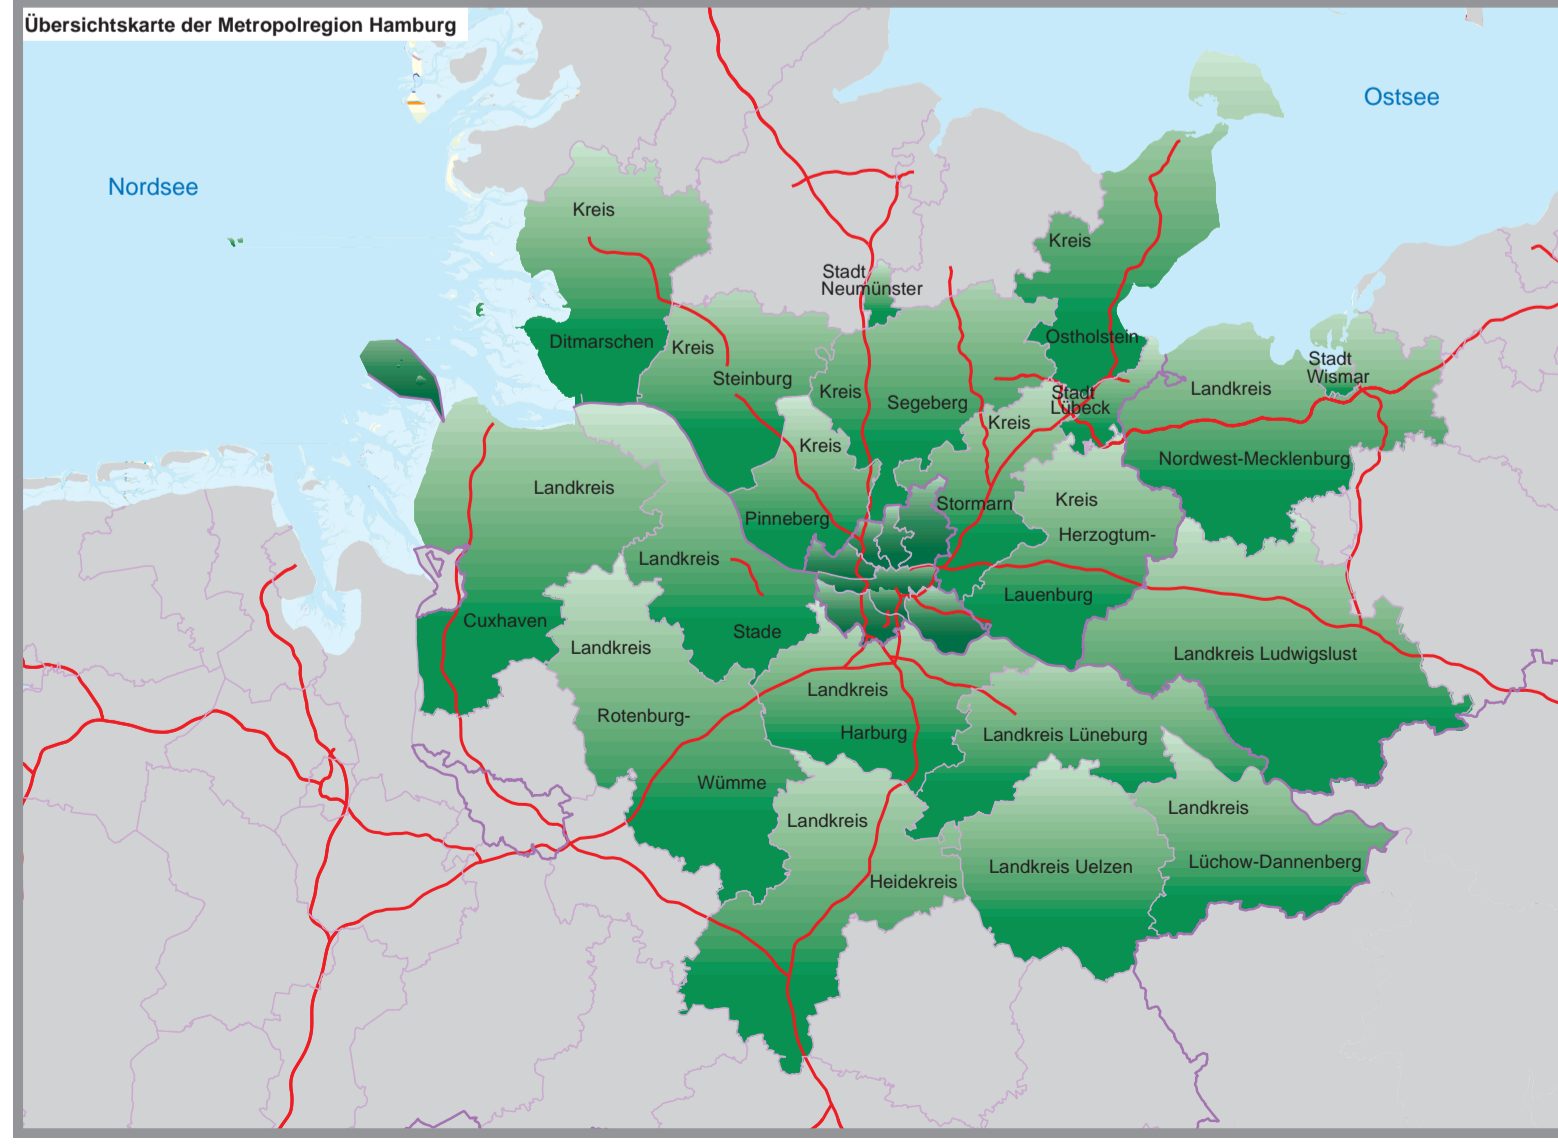 Übersichtskarte der Metropolregion Hamburg
Ostsee
Nordsee
Kreis
Ditmarschen
Kreis
Steinburg
Stadt
Neumünster
Kreis
Segeberg
Kreis
Ostholstein
Stadt
Lübeck
Landkreis
Nordwest-Mecklenburg
Stadt
Wismar
Kreis
Pinneberg
Kreis
Stormarn
Kreis
Herzogtum-
Lauenburg
Landkreis
Cuxhaven
Landkreis
Stade
Landkreis
Rotenburg-
Wümme
Landkreis
Harburg
Landkreis Lüneburg
Landkreis Ludwigslust
Landkreis
Heidekreis
Landkreis Uelzen
Landkreis
Lüchow-Dannenberg